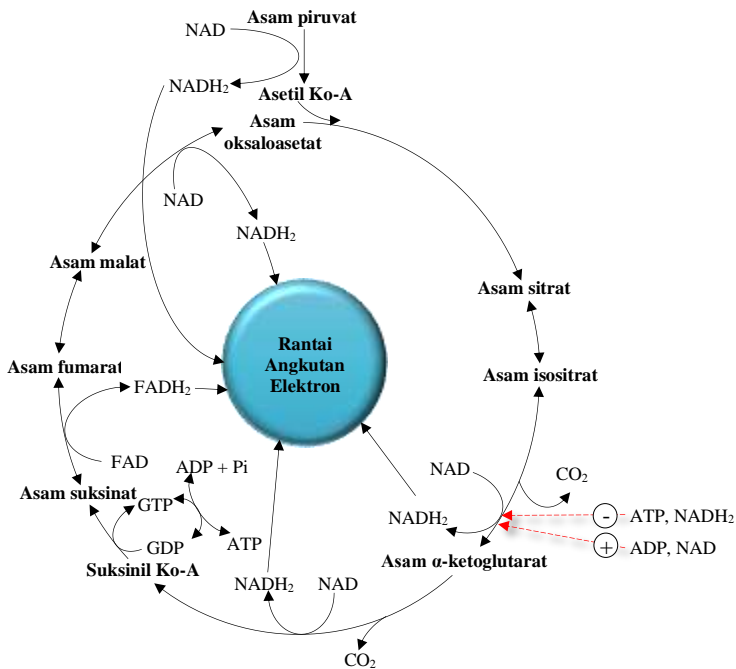 Asam piruvat
NAD
NADH₂
Asetil Ko-A
Asam
oksaloasetat
NAD
NADH₂
Asam malat
Asam sitrat
Rantai
Angkutan
Elektron
Asam fumarat
Asam isositrat
FADH₂
FAD
ADP + Pi
NAD
CO₂
Asam suksinat
GTP
NADH₂
- ATP, NADH₂
GDP
ATP
+ ADP, NAD
Suksinil Ko-A
Asam α-ketoglutarat
NADH₂
NAD
CO₂